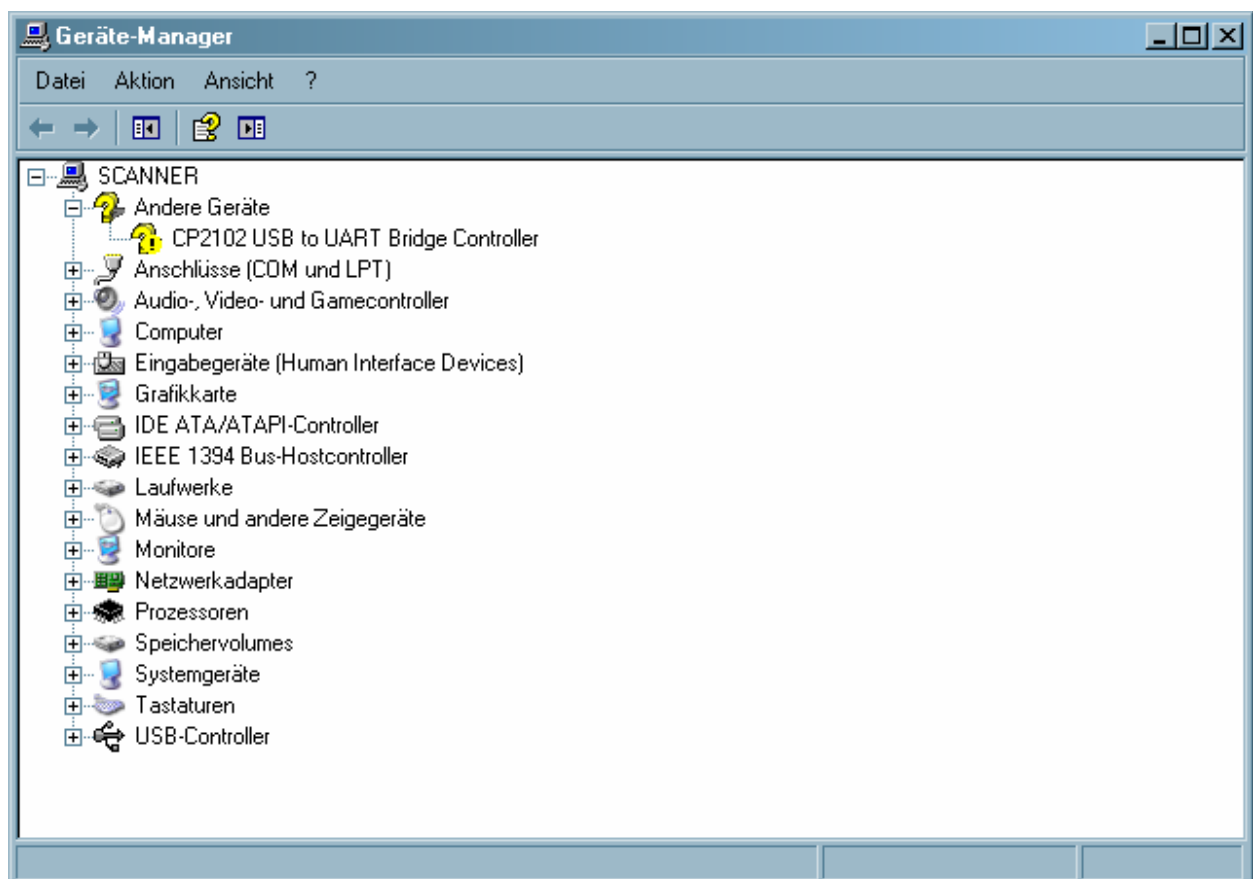 Geräte-Manager
Datei Aktion Ansicht ?
SCANNER
Andere Geräte
CP2102 USB to UART Bridge Controller
Anschlüsse (COM und LPT)
Audio-, Video- und Gamecontroller
Computer
Eingabegeräte (Human Interface Devices)
Grafikkarte
IDE ATA/ATAPI-Controller
IEEE 1394 Bus-Hostcontroller
Laufwerke
Mäuse und andere Zeigegeräte
Monitore
Netzwerkadapter
Prozessoren
Speichervolumes
Systemgeräte
Tastaturen
USB-Controller